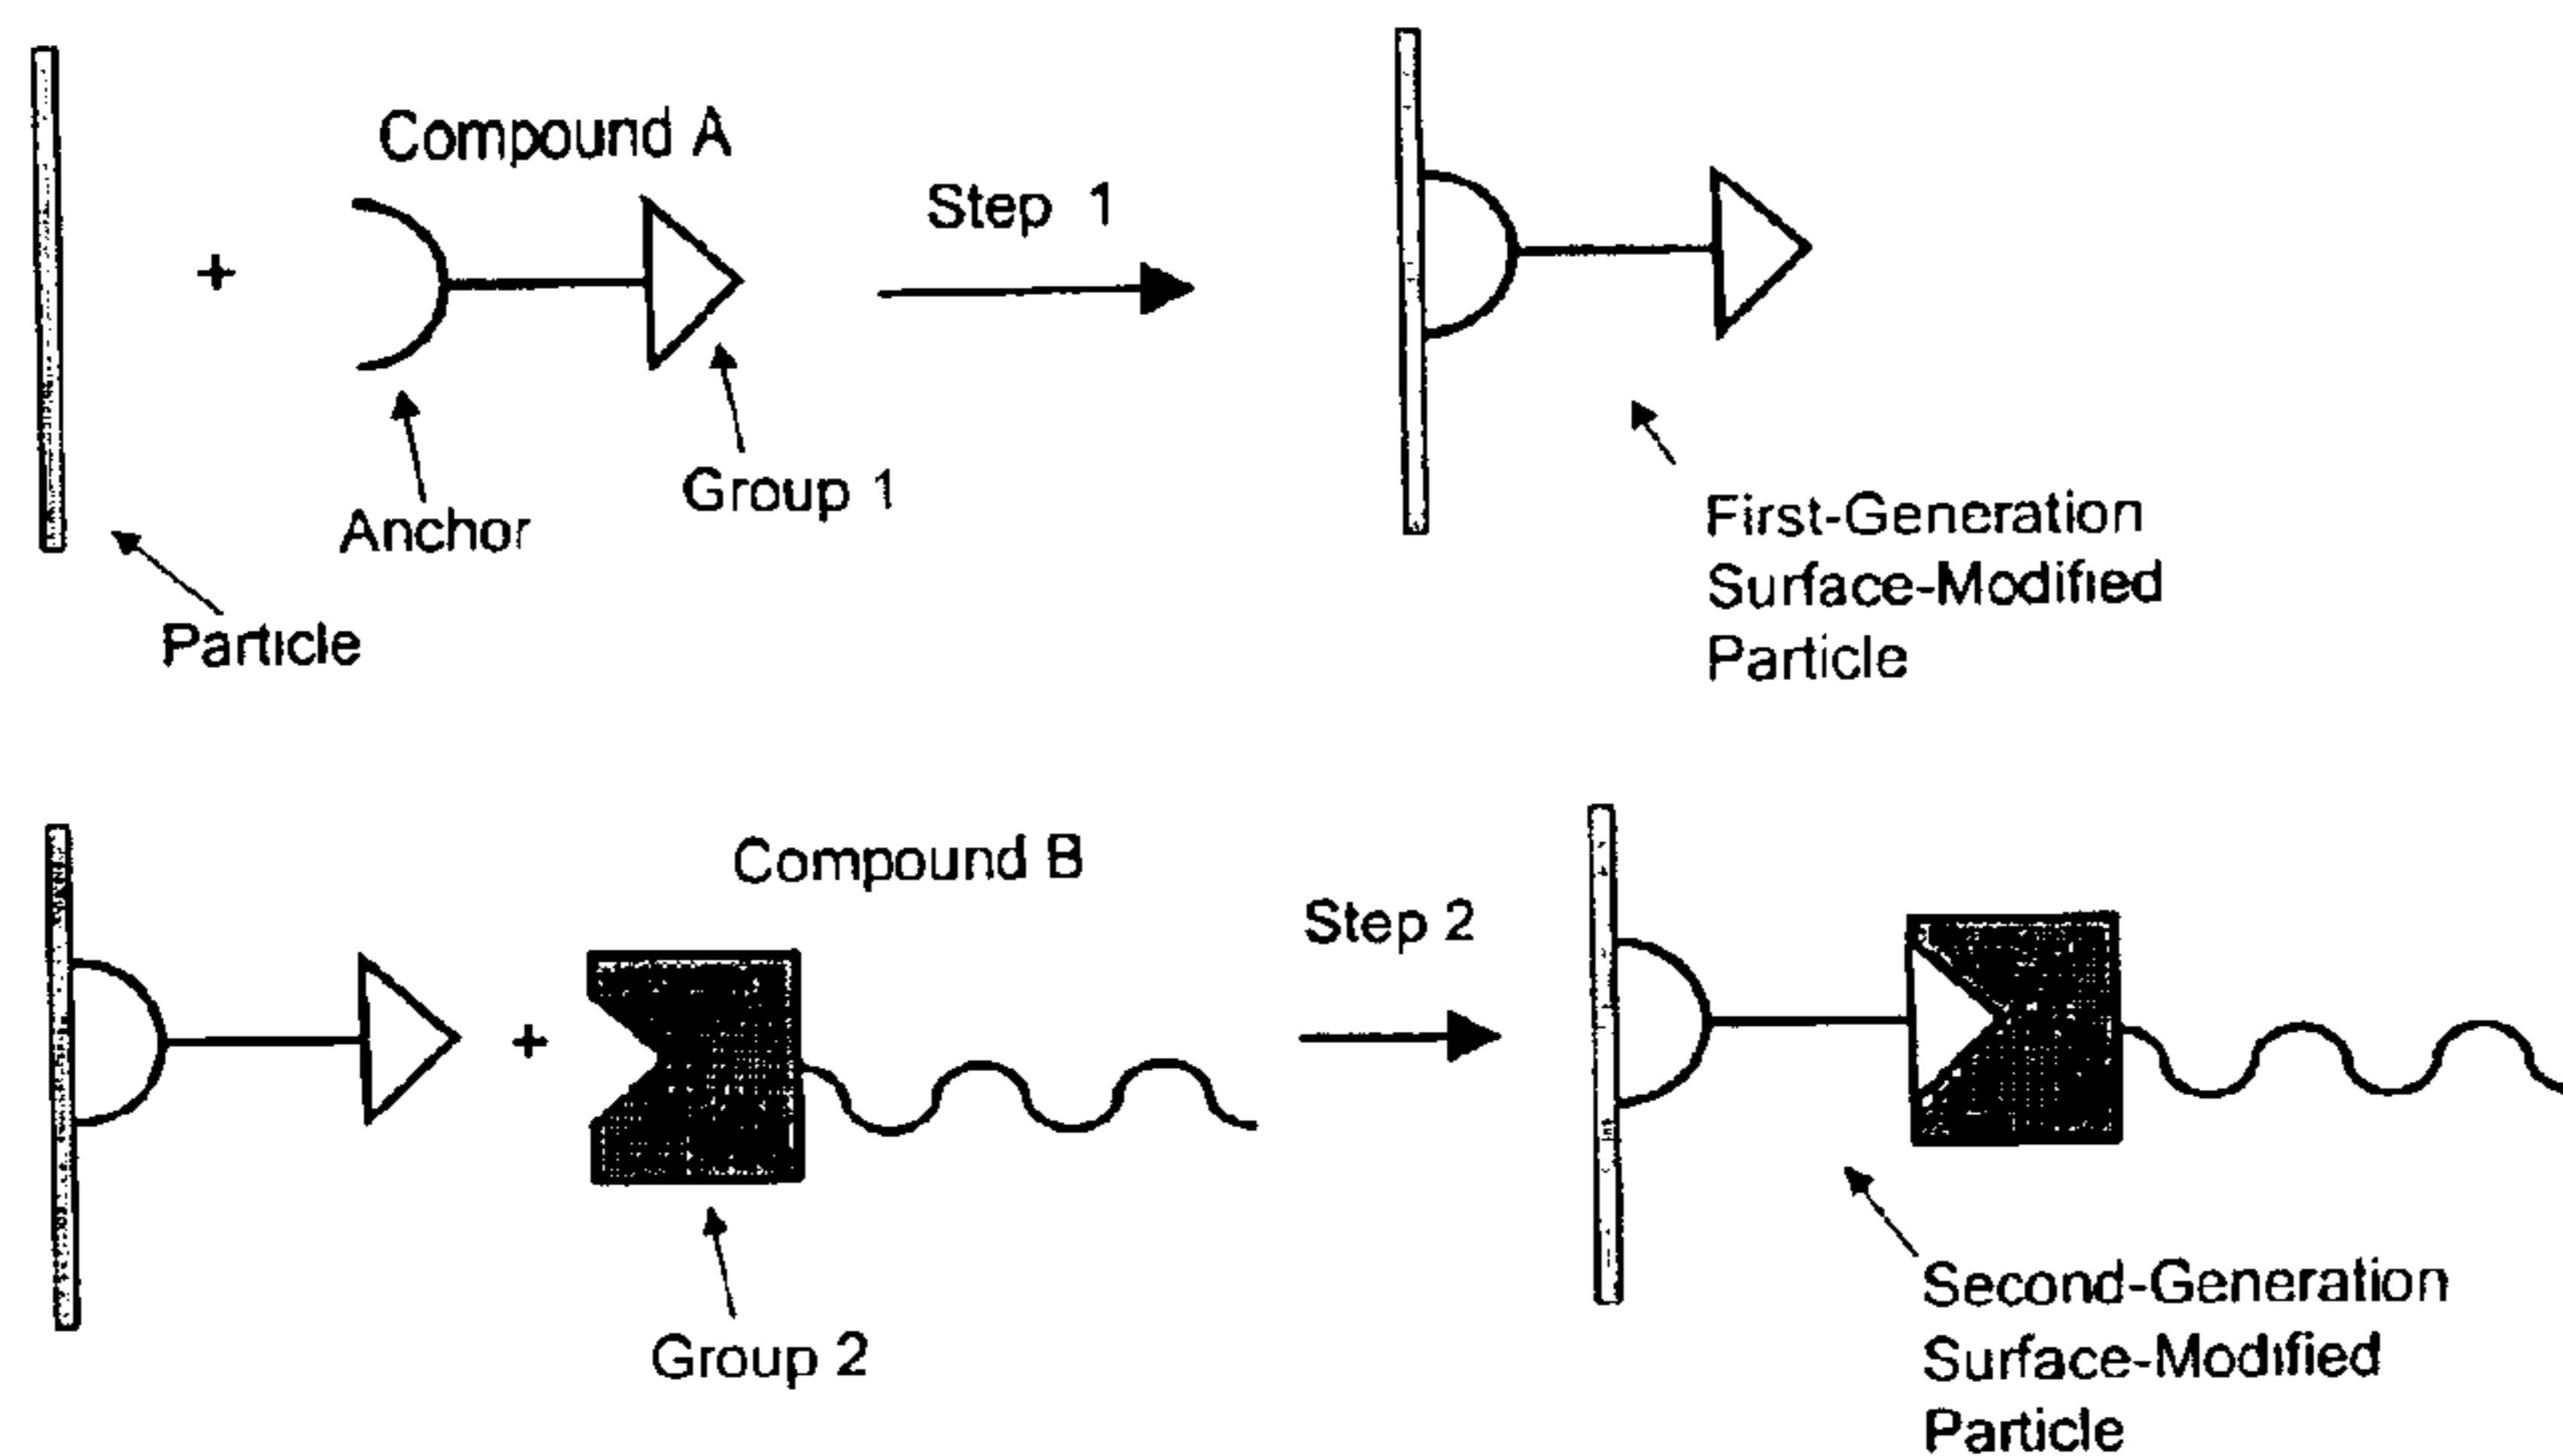 Compound A
+
Step 1
Group 1
Anchor
Particle
First-Generation
Surface-Modified
Particle
Compound B
+
Step 2
Group 2
Second-Generation
Surface-Modified
Particle